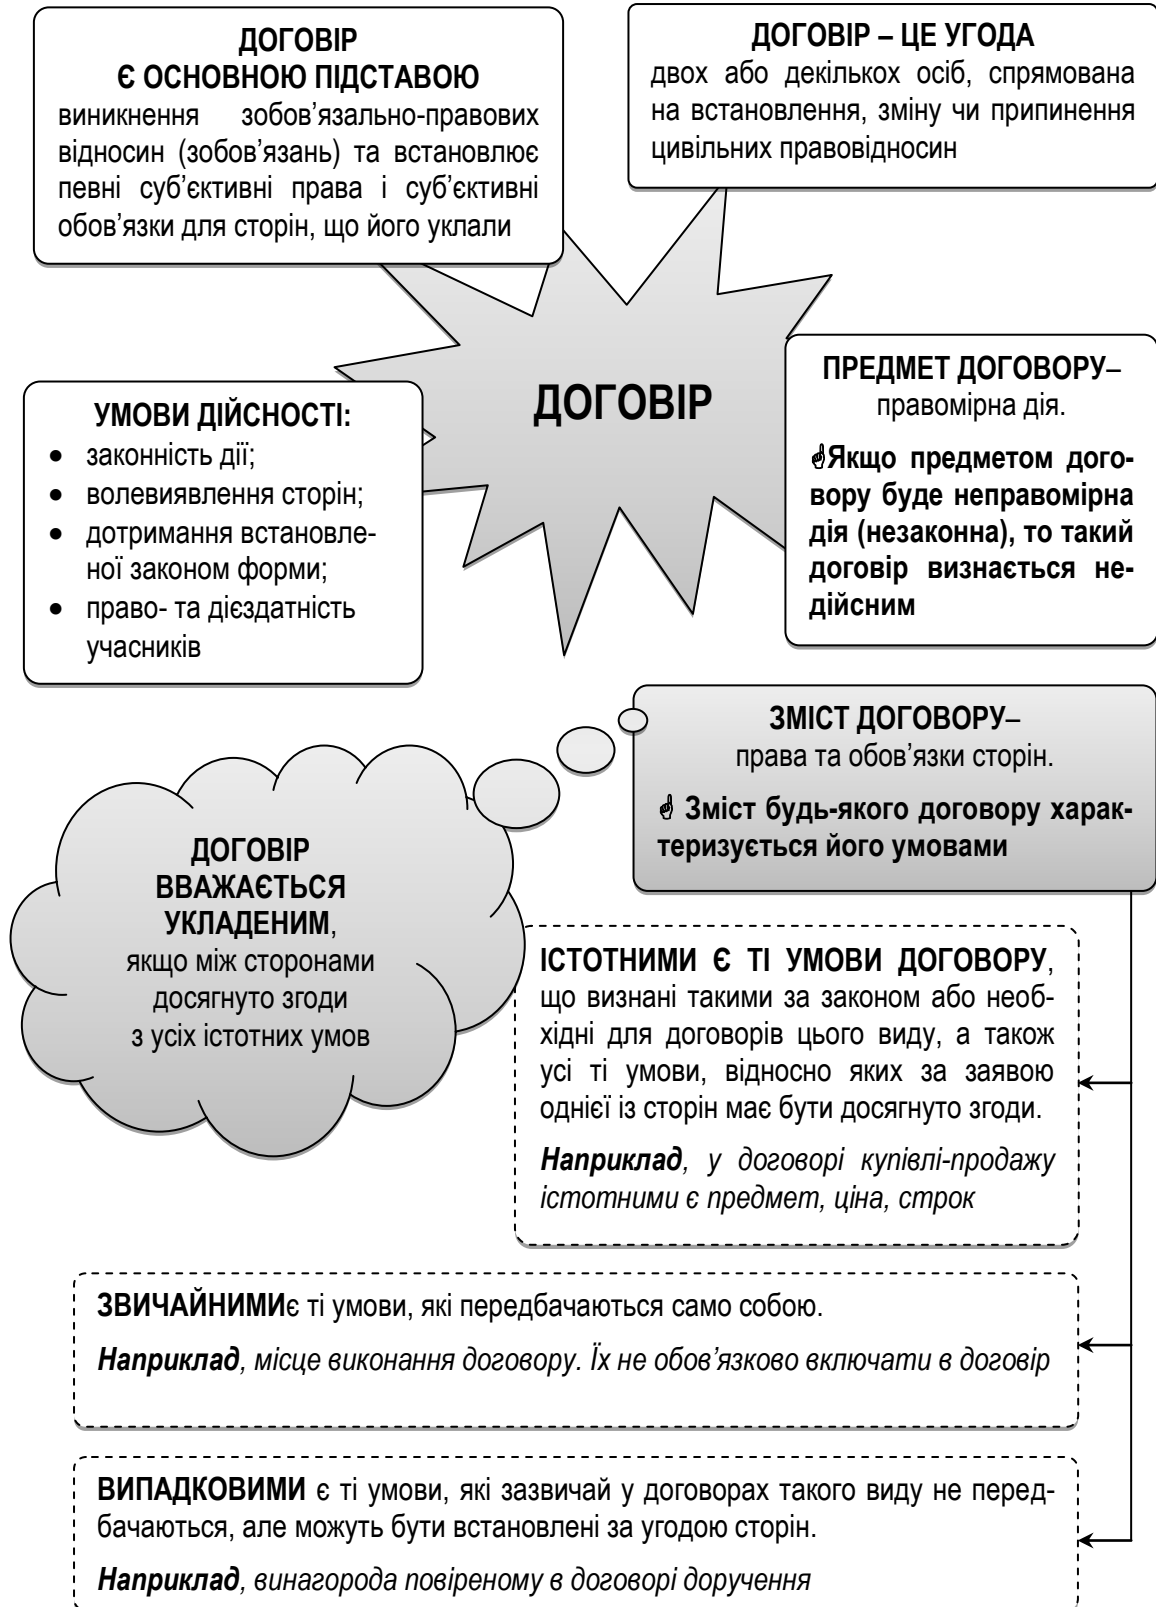 ДОГОВІР
Є ОСНОВНОЮ ПІДСТАВОЮ
виникнення зобов’язально-правових
відносин (зобов’язань) та встановлює
певні суб’єктивні права і суб’єктивні
обов’язки для сторін, що його уклали
ДОГОВІР – ЦЕ УГОДА
двох або декількох осіб, спрямована
на встановлення, зміну чи припинення
цивільних правовідносин
ДОГОВІР
УМОВИ ДІЙСНОСТІ:
• законність дії;
• волевиявлення сторін;
• дотримання встановле-
ної законом форми;
• право- та дієздатність
учасників
ПРЕДМЕТ ДОГОВОРУ–
правомірна дія.
☝Якщо предметом дого-
вору буде неправомірна
дія (незаконна), то такий
договір визнається не-
дійсним
ЗМІСТ ДОГОВОРУ–
права та обов’язки сторін.
☝ Зміст будь-якого договору харак-
теризується його умовами
ДОГОВІР
ВВАЖАЄТЬСЯ
УКЛАДЕНИМ,
якщо між сторонами
досягнуто згоди
з усіх істотних умов
ІСТОТНИМИ Є ТІ УМОВИ ДОГОВОРУ,
що визнані такими за законом або необ-
хідні для договорів цього виду, а також
усі ті умови, відносно яких за заявою
однієї із сторін має бути досягнуто згоди.
Наприклад, у договорі купівлі-продажу
істотними є предмет, ціна, строк
ЗВИЧАЙНИМИє ті умови, які передбачаються само собою.
Наприклад, місце виконання договору. Їх не обов’язково включати в договір
ВИПАДКОВИМИ є ті умови, які зазвичай у договорах такого виду не перед-
бачаються, але можуть бути встановлені за угодою сторін.
Наприклад, винагорода повіреному в договорі доручення